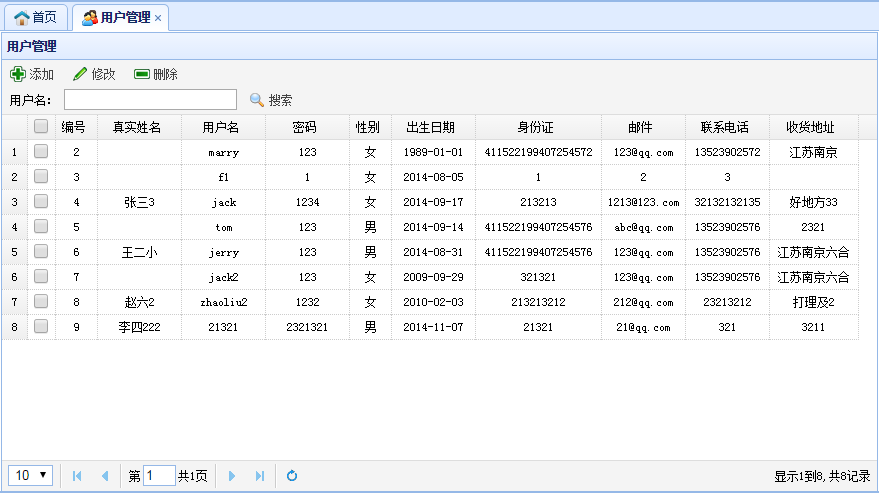 首页 用户管理 ×
用户管理
添加 修改 删除
用户名： 搜索
编号 真实姓名 用户名 密码 性别 出生日期 身份证 邮件 联系电话 收货地址
1 2 marry 123 女 1989-01-01 411522199407254572 123@qq.com 13523902572 江苏南京
2 3 f1 1 女 2014-08-05 1 2 3
3 4 张三3 jack 1234 女 2014-09-17 213213 1213@123.com 32132132135 好地方33
4 5 tom 123 男 2014-09-14 411522199407254576 abc@qq.com 13523902576 2321
5 6 王二小 jerry 123 男 2014-08-31 411522199407254576 123@qq.com 13523902576 江苏南京六合
6 7 jack2 123 女 2009-09-29 321321 123@qq.com 13523902576 江苏南京六合
7 8 赵六2 zhaoliu2 1232 女 2010-02-03 213213212 212@qq.com 23213212 打理及2
8 9 李四222 21321 2321321 男 2014-11-07 21321 21@qq.com 321 3211
10 第 1 共1页 显示1到8,共8记录